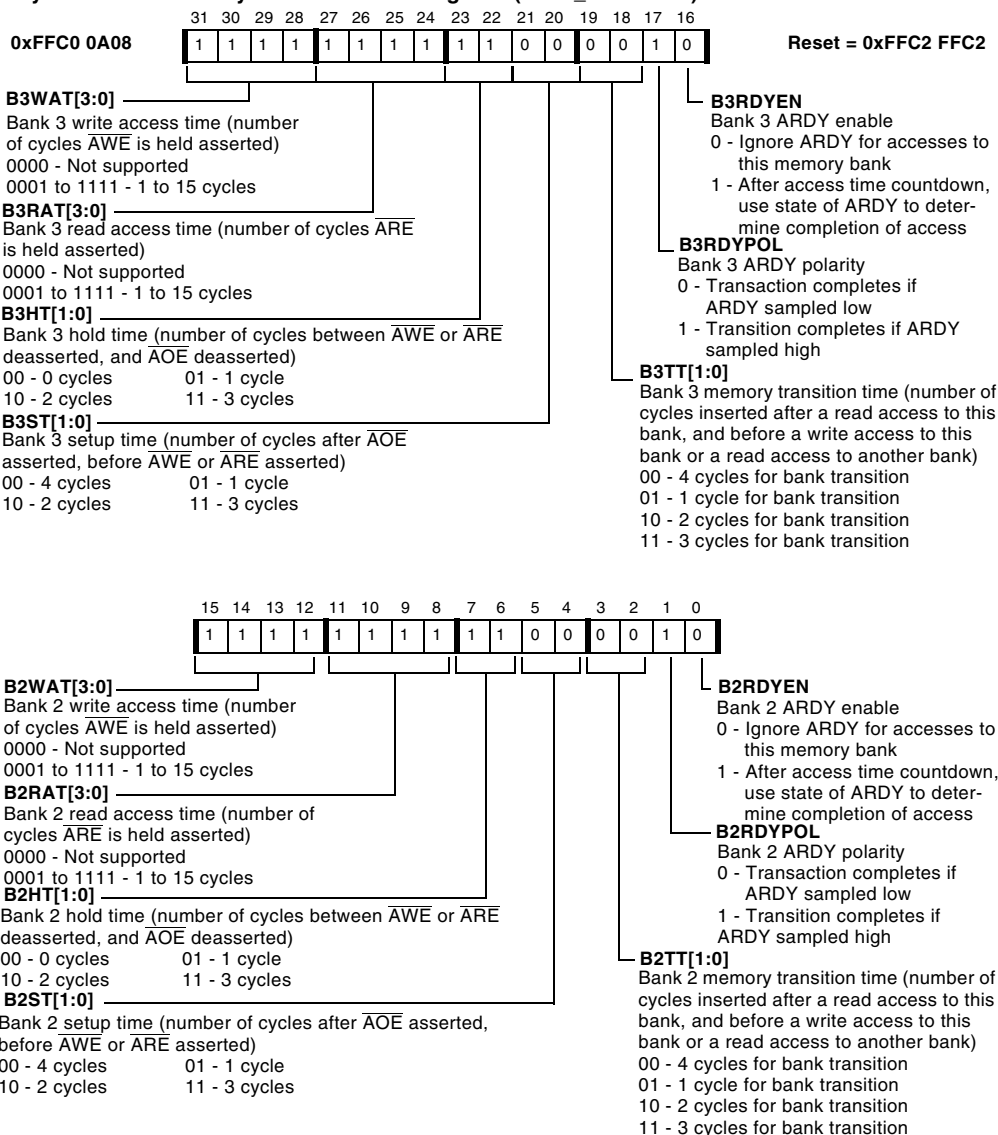 31 30 29 28 27 26 25 24 23 22 21 20 19 18 17 16
0xFFC0 0A08
1 1 1 1 1 1 1 1 1 1 0 0 0 0 1 0
Reset = 0xFFC2 FFC2
B3WAT[3:0]
Bank 3 write access time (number
of cycles AWE is held asserted)
0000 - Not supported
0001 to 1111 - 1 to 15 cycles
B3RAT[3:0]
Bank 3 read access time (number of cycles ARE
is held asserted)
0000 - Not supported
0001 to 1111 - 1 to 15 cycles
B3HT[1:0]
Bank 3 hold time (number of cycles between AWE or ARE
deasserted, and AOE deasserted)
00 - 0 cycles 01 - 1 cycle
10 - 2 cycles 11 - 3 cycles
B3ST[1:0]
Bank 3 setup time (number of cycles after AOE
asserted, before AWE or ARE asserted)
00 - 4 cycles 01 - 1 cycle
10 - 2 cycles 11 - 3 cycles
B3RDYEN
Bank 3 ARDY enable
0 - Ignore ARDY for accesses to
this memory bank
1 - After access time countdown,
use state of ARDY to deter-
mine completion of access
B3RDYPOL
Bank 3 ARDY polarity
0 - Transaction completes if
ARDY sampled low
1 - Transition completes if ARDY
sampled high
B3TT[1:0]
Bank 3 memory transition time (number of
cycles inserted after a read access to this
bank, and before a write access to this
bank or a read access to another bank)
00 - 4 cycles for bank transition
01 - 1 cycle for bank transition
10 - 2 cycles for bank transition
11 - 3 cycles for bank transition
15 14 13 12 11 10 9 8 7 6 5 4 3 2 1 0
1 1 1 1 1 1 1 1 1 1 0 0 0 0 1 0
B2WAT[3:0]
Bank 2 write access time (number
of cycles AWE is held asserted)
0000 - Not supported
0001 to 1111 - 1 to 15 cycles
B2RAT[3:0]
Bank 2 read access time (number of
cycles ARE is held asserted)
0000 - Not supported
0001 to 1111 - 1 to 15 cycles
B2HT[1:0]
Bank 2 hold time (number of cycles between AWE or ARE
deasserted, and AOE deasserted)
00 - 0 cycles 01 - 1 cycle
10 - 2 cycles 11 - 3 cycles
B2ST[1:0]
Bank 2 setup time (number of cycles after AOE asserted,
before AWE or ARE asserted)
00 - 4 cycles 01 - 1 cycle
10 - 2 cycles 11 - 3 cycles
B2RDYEN
Bank 2 ARDY enable
0 - Ignore ARDY for accesses to
this memory bank
1 - After access time countdown,
use state of ARDY to deter-
mine completion of access
B2RDYPOL
Bank 2 ARDY polarity
0 - Transaction completes if
ARDY sampled low
1 - Transition completes if
ARDY sampled high
B2TT[1:0]
Bank 2 memory transition time (number of
cycles inserted after a read access to this
bank, and before a write access to this
bank or a read access to another bank)
00 - 4 cycles for bank transition
01 - 1 cycle for bank transition
10 - 2 cycles for bank transition
11 - 3 cycles for bank transition